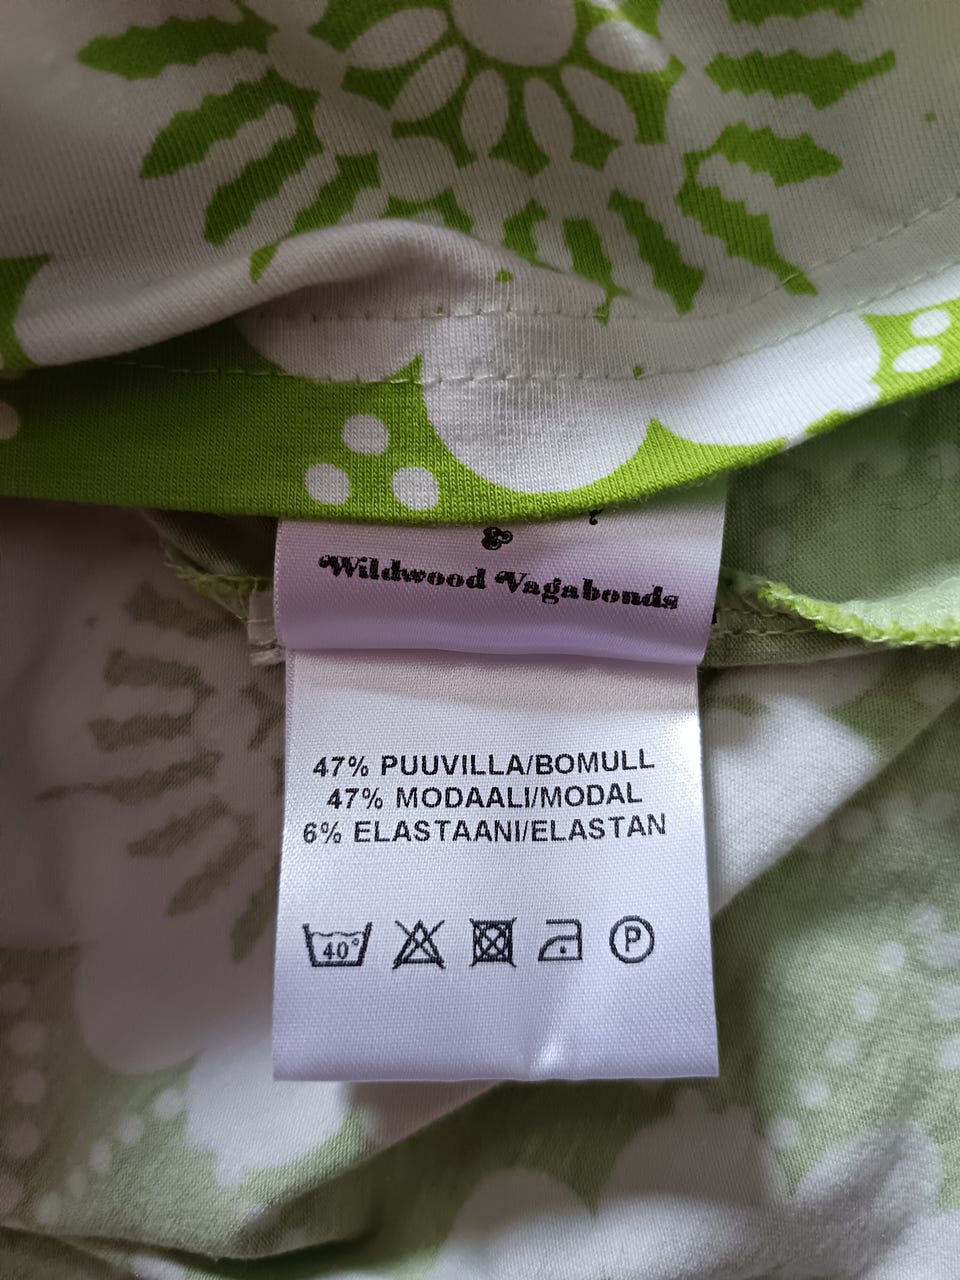 &
Wildwood Vagabonds
47% PUUVILLA/BOMULL
47% MODAALI/MODAL
6% ELASTAANI/ELASTAN
40°
P